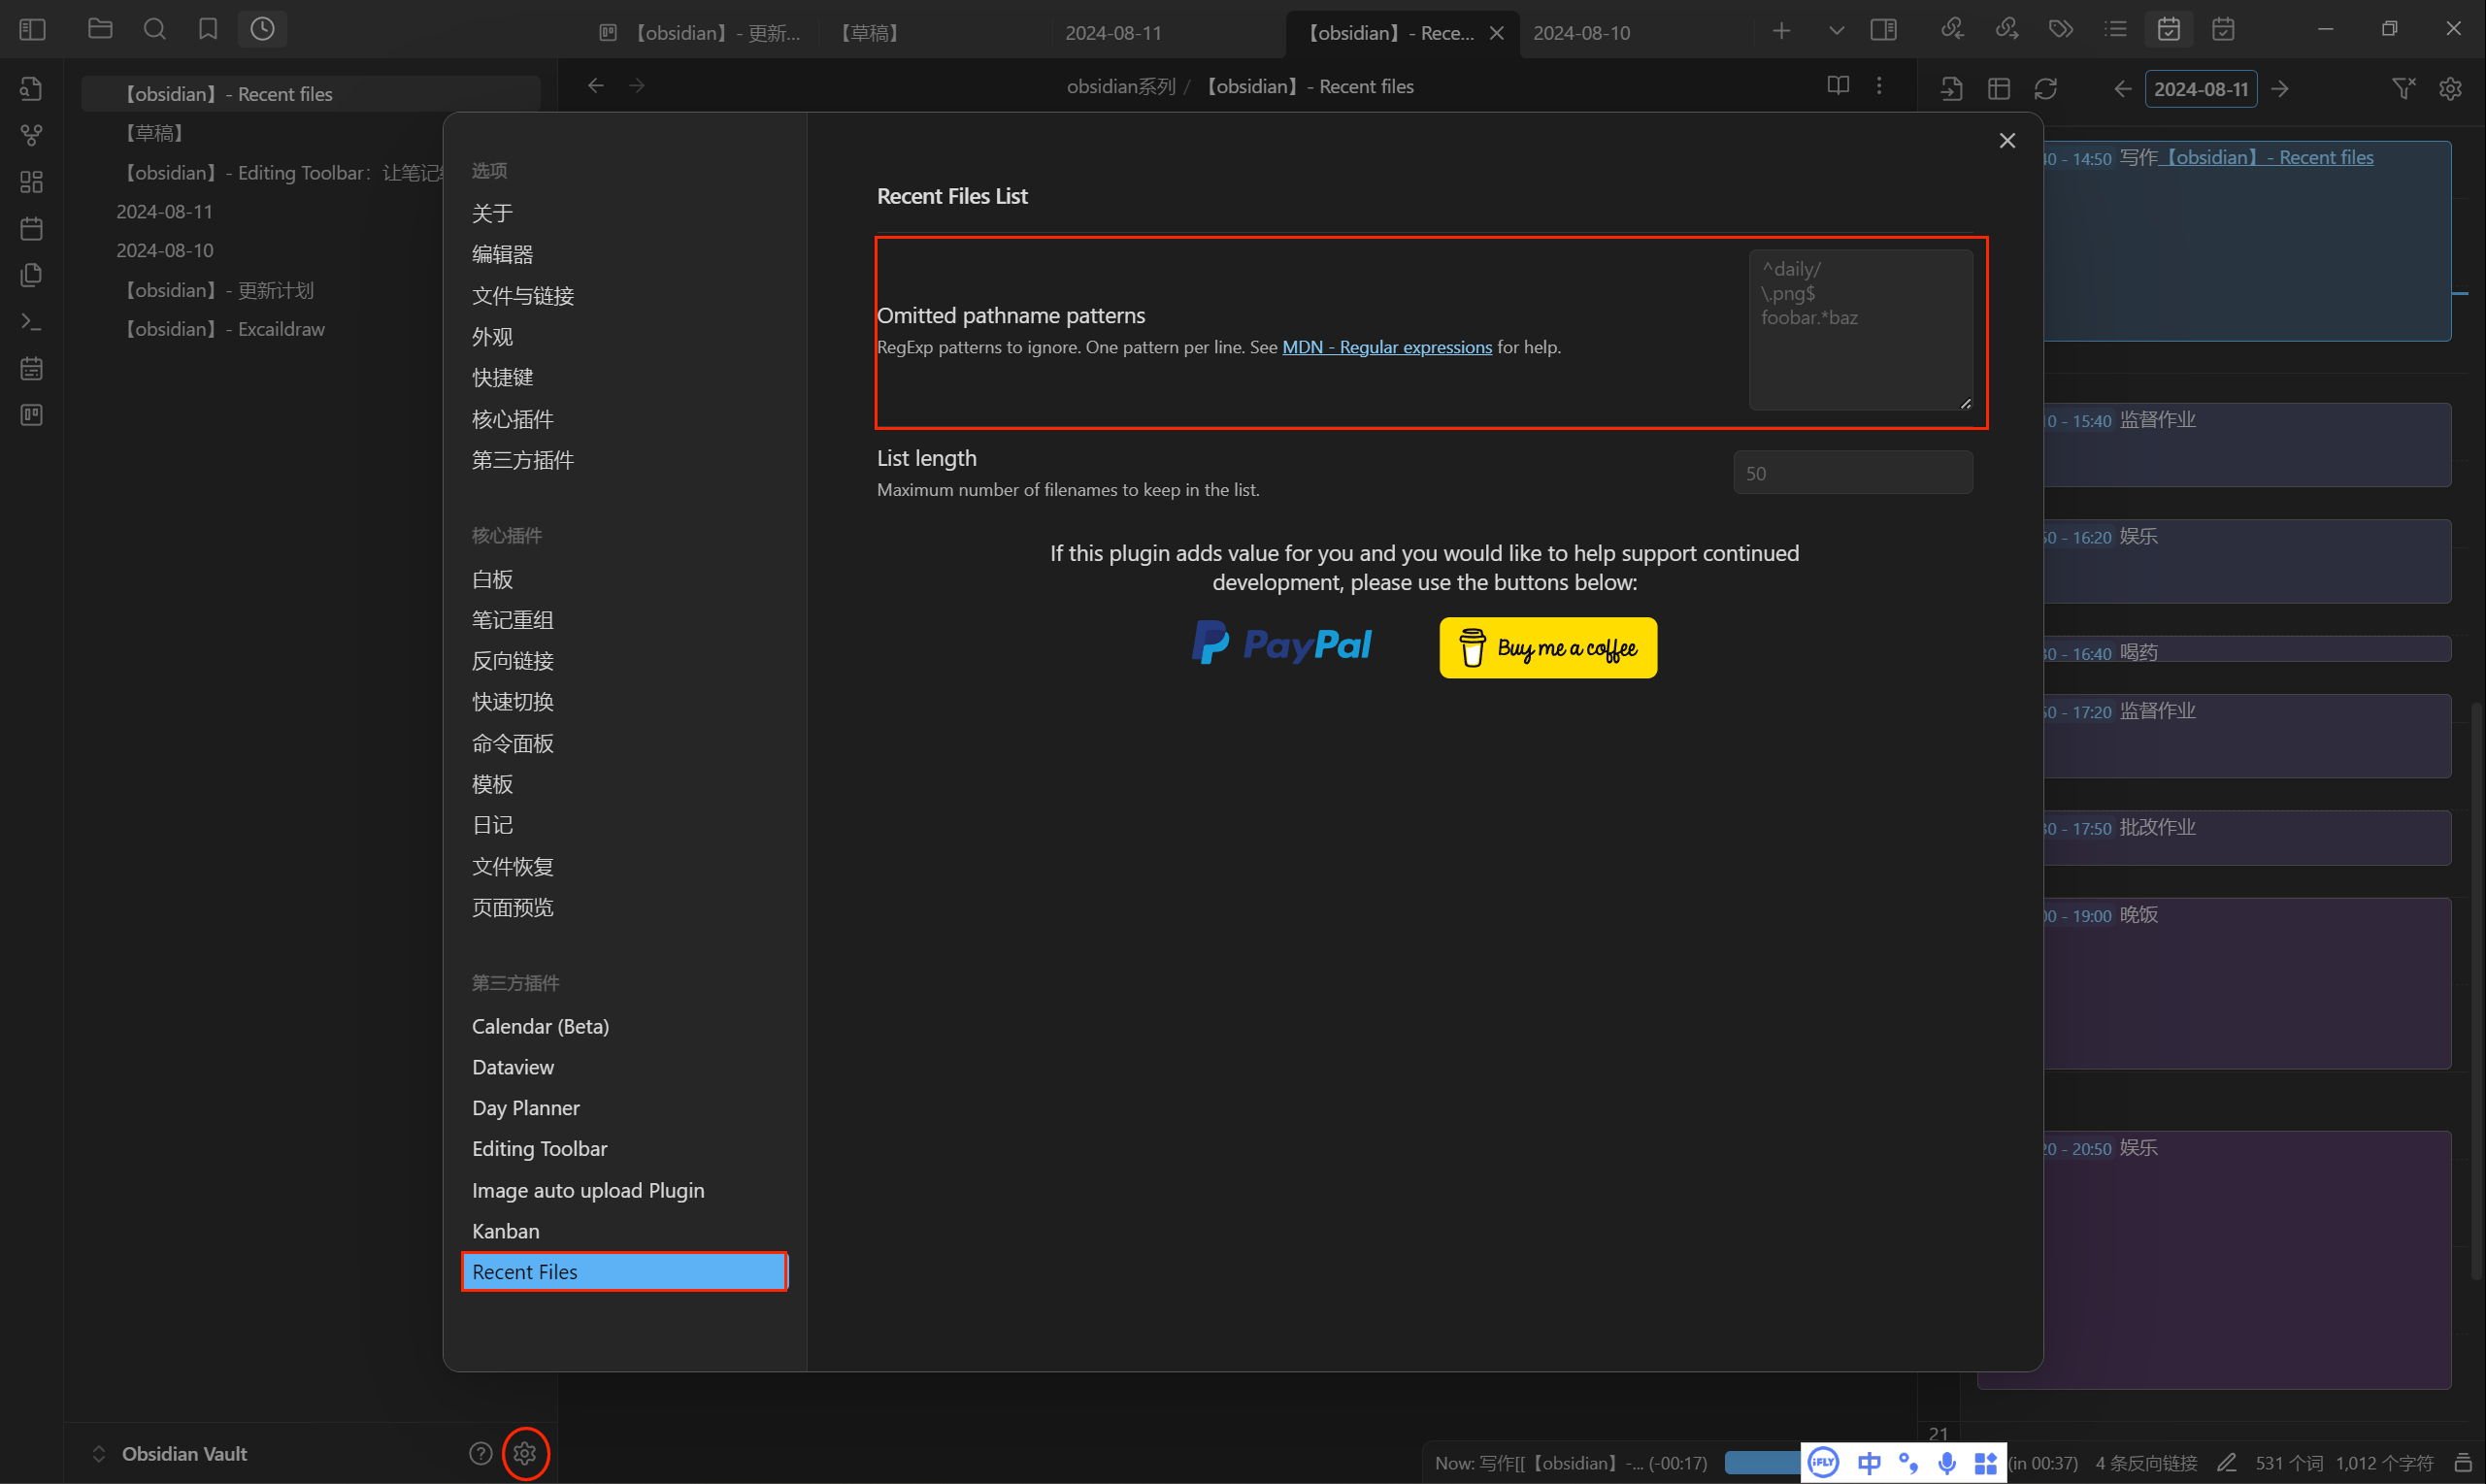 【obsidian】- 更新...
【草稿】
2024-08-11
【obsidian】- Rece...
2024-08-10
【obsidian】- Recent files
【草稿】
【obsidian】- Editing Toolbar：让笔记
2024-08-11
2024-08-10
【obsidian】- 更新计划
【obsidian】- Excaildraw
obsidian系列 / 【obsidian】- Recent files
2024-08-11
选项
关于
编辑器
文件与链接
外观
快捷键
核心插件
第三方插件
核心插件
白板
笔记重组
反向链接
快速切换
命令面板
模板
日记
文件恢复
页面预览
第三方插件
Calendar (Beta)
Dataview
Day Planner
Editing Toolbar
Image auto upload Plugin
Kanban
Recent Files
Recent Files List
Omitted pathname patterns
RegExp patterns to ignore. One pattern per line. See MDN - Regular expressions for help.
^daily/
\.png$
foobar.*baz
List length
Maximum number of filenames to keep in the list.
50
If this plugin adds value for you and you would like to help support continued
development, please use the buttons below:
PayPal
Buy me a coffee
0 - 14:50 写作【obsidian】- Recent files
0 - 15:40 监督作业
0 - 16:20 娱乐
0 - 16:40 喝药
0 - 17:20 监督作业
0 - 17:50 批改作业
0 - 19:00 晚饭
0 - 20:50 娱乐
21
Obsidian Vault
Now: 写作[[【obsidian】-... (-00:17)
iFLY
中
(in 00:37)
4 条反向链接
531 个词
1,012 个字符